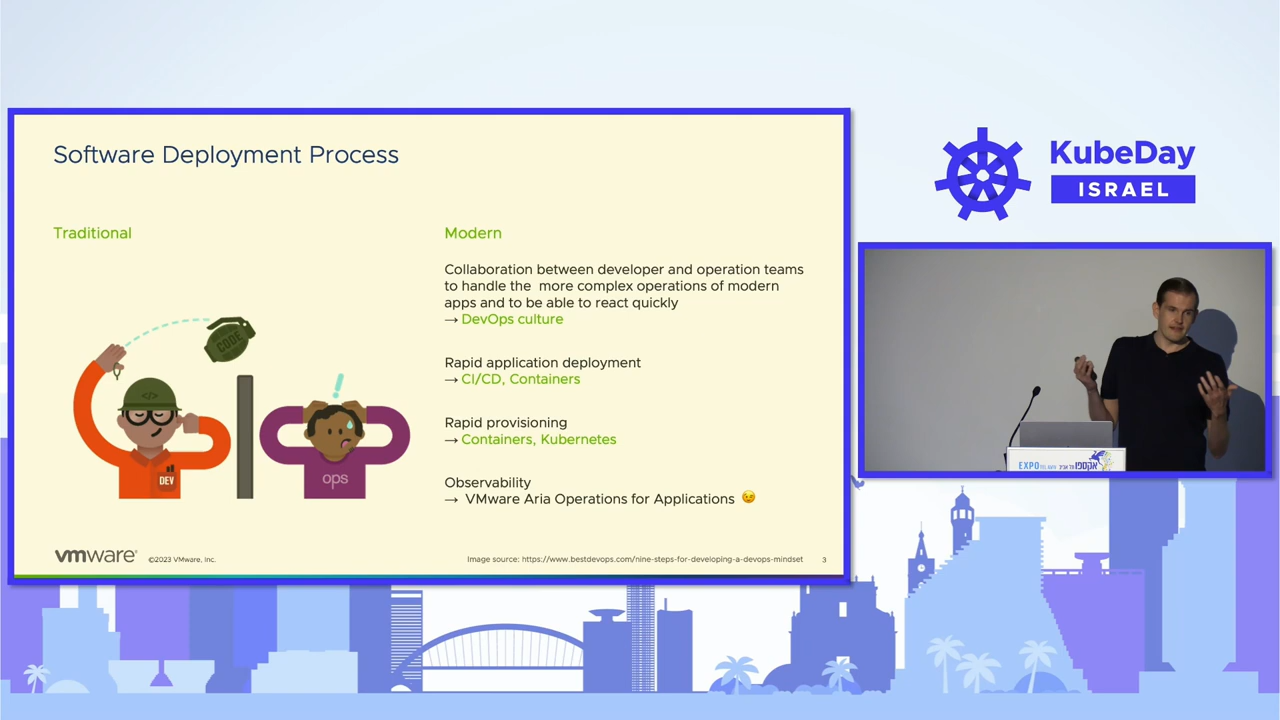 Software Deployment Process
Traditional
CODE
</>
DEV
ops
Modern
Collaboration between developer and operation teams
to handle the more complex operations of modern
apps and to be able to react quickly
→ DevOps culture
Rapid application deployment
→ CI/CD, Containers
Rapid provisioning
→ Containers, Kubernetes
Observability
→ VMware Aria Operations for Applications 😉
vmware® ©2023 VMware, Inc.
Image source: https://www.bestdevops.com/nine-steps-for-developing-a-devops-mindset 3
KubeDay
ISRAEL
EXPO אקספו תל אביב